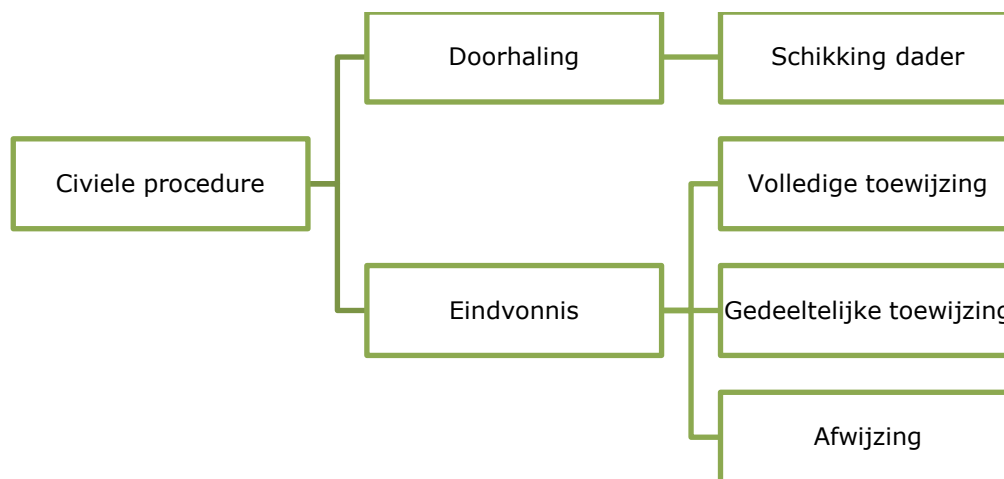 Doorhaling
Schikking dader
Civiele procedure
Volledige toewijzing
Eindvonnis
Gedeeltelijke toewijzing
Afwijzing